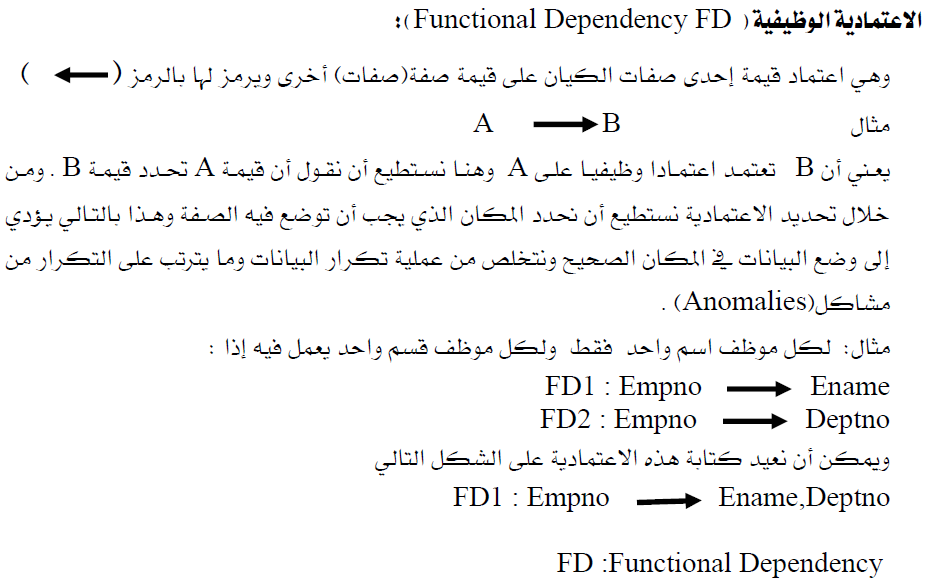 الاعتمادية الوظيفية ( Functional Dependency FD ):
وهي اعتماد قيمة إحدى صفات الكيان على قيمة صفة(صفات) أخرى ويرمز لها بالرمز ( ← )
مثال A → B
يعني أن B تعتمد اعتمادا وظيفيا على A وهنا نستطيع أن نقول أن قيمة A تحدد قيمة B . ومن
خلال تحديد الاعتمادية نستطيع أن نحدد المكان الذي يجب أن توضع فيه الصفة وهذا بالتالي يؤدي
إلى وضع البيانات في المكان الصحيح ونتخلص من عملية تكرار البيانات وما يترتب على التكرار من
مشاكل(Anomalies) .
مثال: لكل موظف اسم واحد فقط ولكل موظف قسم واحد يعمل فيه إذا :
FD1 : Empno → Ename
FD2 : Empno → Deptno
ويمكن أن نعيد كتابة هذه الاعتمادية على الشكل التالي
FD1 : Empno → Ename,Deptno
FD :Functional Dependency